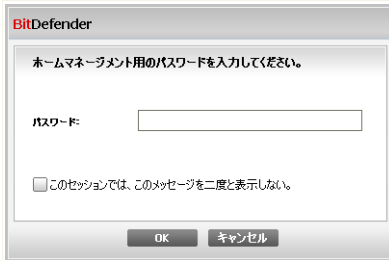 BitDefender
ホームマネージメント用のパスワードを入力してください。
パスワード:
このセッションでは、このメッセージを二度と表示しない。
OK キャンセル